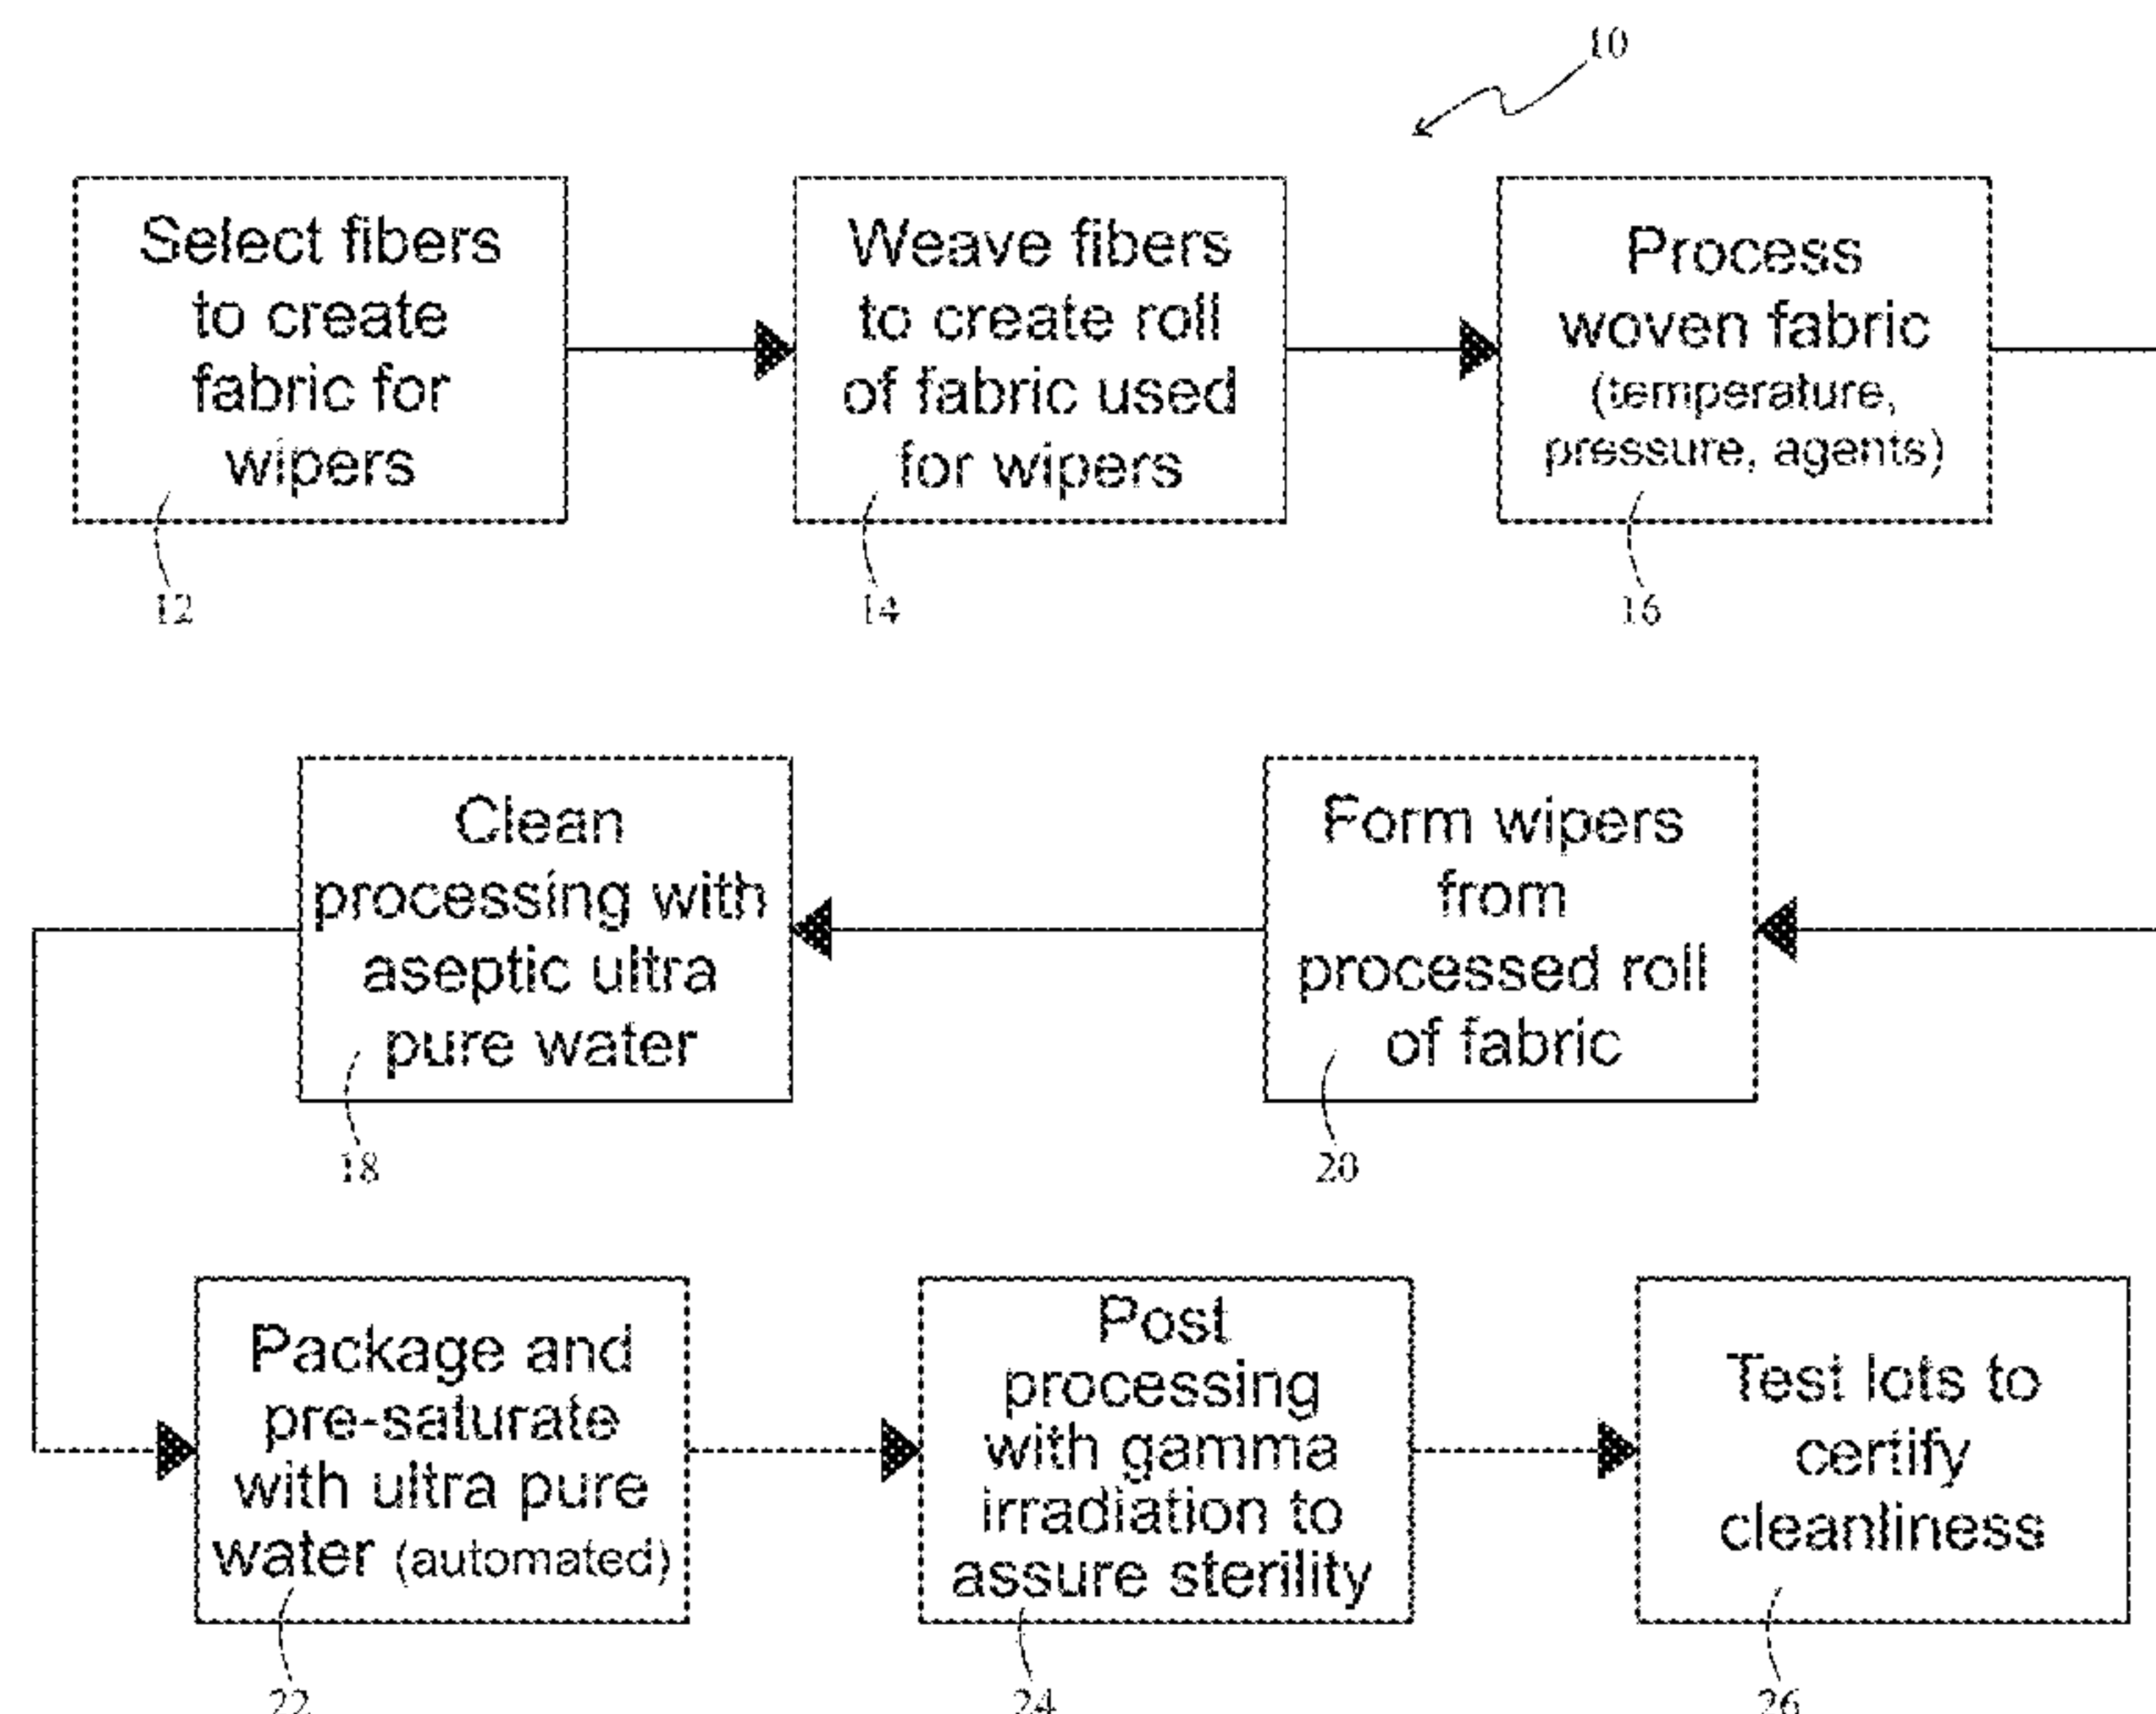 10
Select fibers
to create
fabric for
wipers
12
Weave fibers
to create roll
of fabric used
for wipers
14
Process
woven fabric
(temperature,
pressure, agents)
16
Clean
processing with
aseptic ultra
pure water
18
Form wipers
from
processed roll
of fabric
20
Package and
pre-saturate
with ultra pure
water (automated)
22
Post
processing
with gamma
irradiation to
assure sterility
24
Test lots to
certify
cleanliness
26